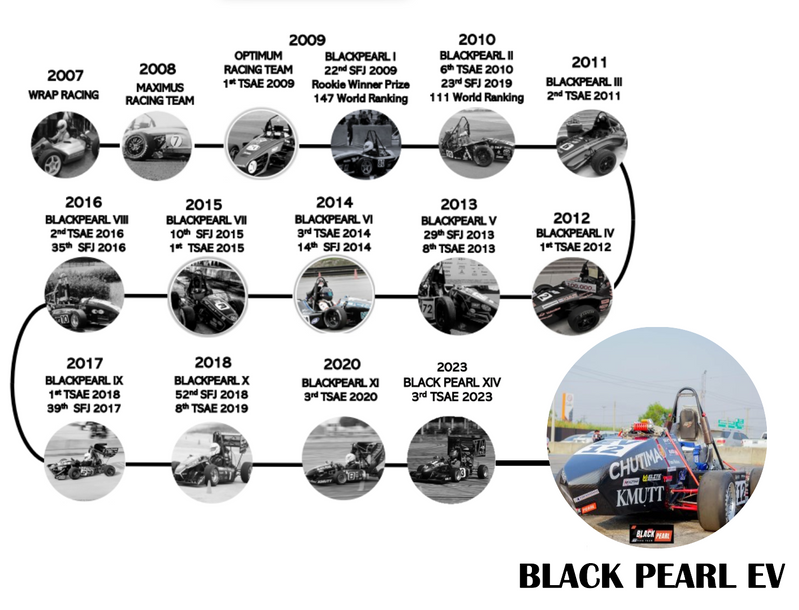 2007
WRAP RACING
2008
MAXIMUS
RACING TEAM
2009
OPTIMUM
RACING TEAM
1st TSAE 2009
BLACKPEARL I
22nd SFJ 2009
Rookie Winner Prize
147 World Ranking
2010
BLACKPEARL II
6th TSAE 2010
23rd SFJ 2019
111 World Ranking
2011
BLACKPEARL III
2nd TSAE 2011
2016
BLACKPEARL VIII
2nd TSAE 2016
35th SFJ 2016
2015
BLACKPEARL VII
10th SFJ 2015
1st TSAE 2015
2014
BLACKPEARL VI
3rd TSAE 2014
14th SFJ 2014
2013
BLACKPEARL V
29th SFJ 2013
8th TSAE 2013
2012
BLACKPEARL IV
1st TSAE 2012
2017
BLACKPEARL IX
1st TSAE 2018
39th SFJ 2017
2018
BLACKPEARL X
52nd SFJ 2018
8th TSAE 2019
2020
BLACKPEARL XI
3rd TSAE 2020
2023
BLACK PEARL XIV
3rd TSAE 2023
7
72
CHUTIMA
KMUTT
BLACK PEARL
BLACK PEARL EV